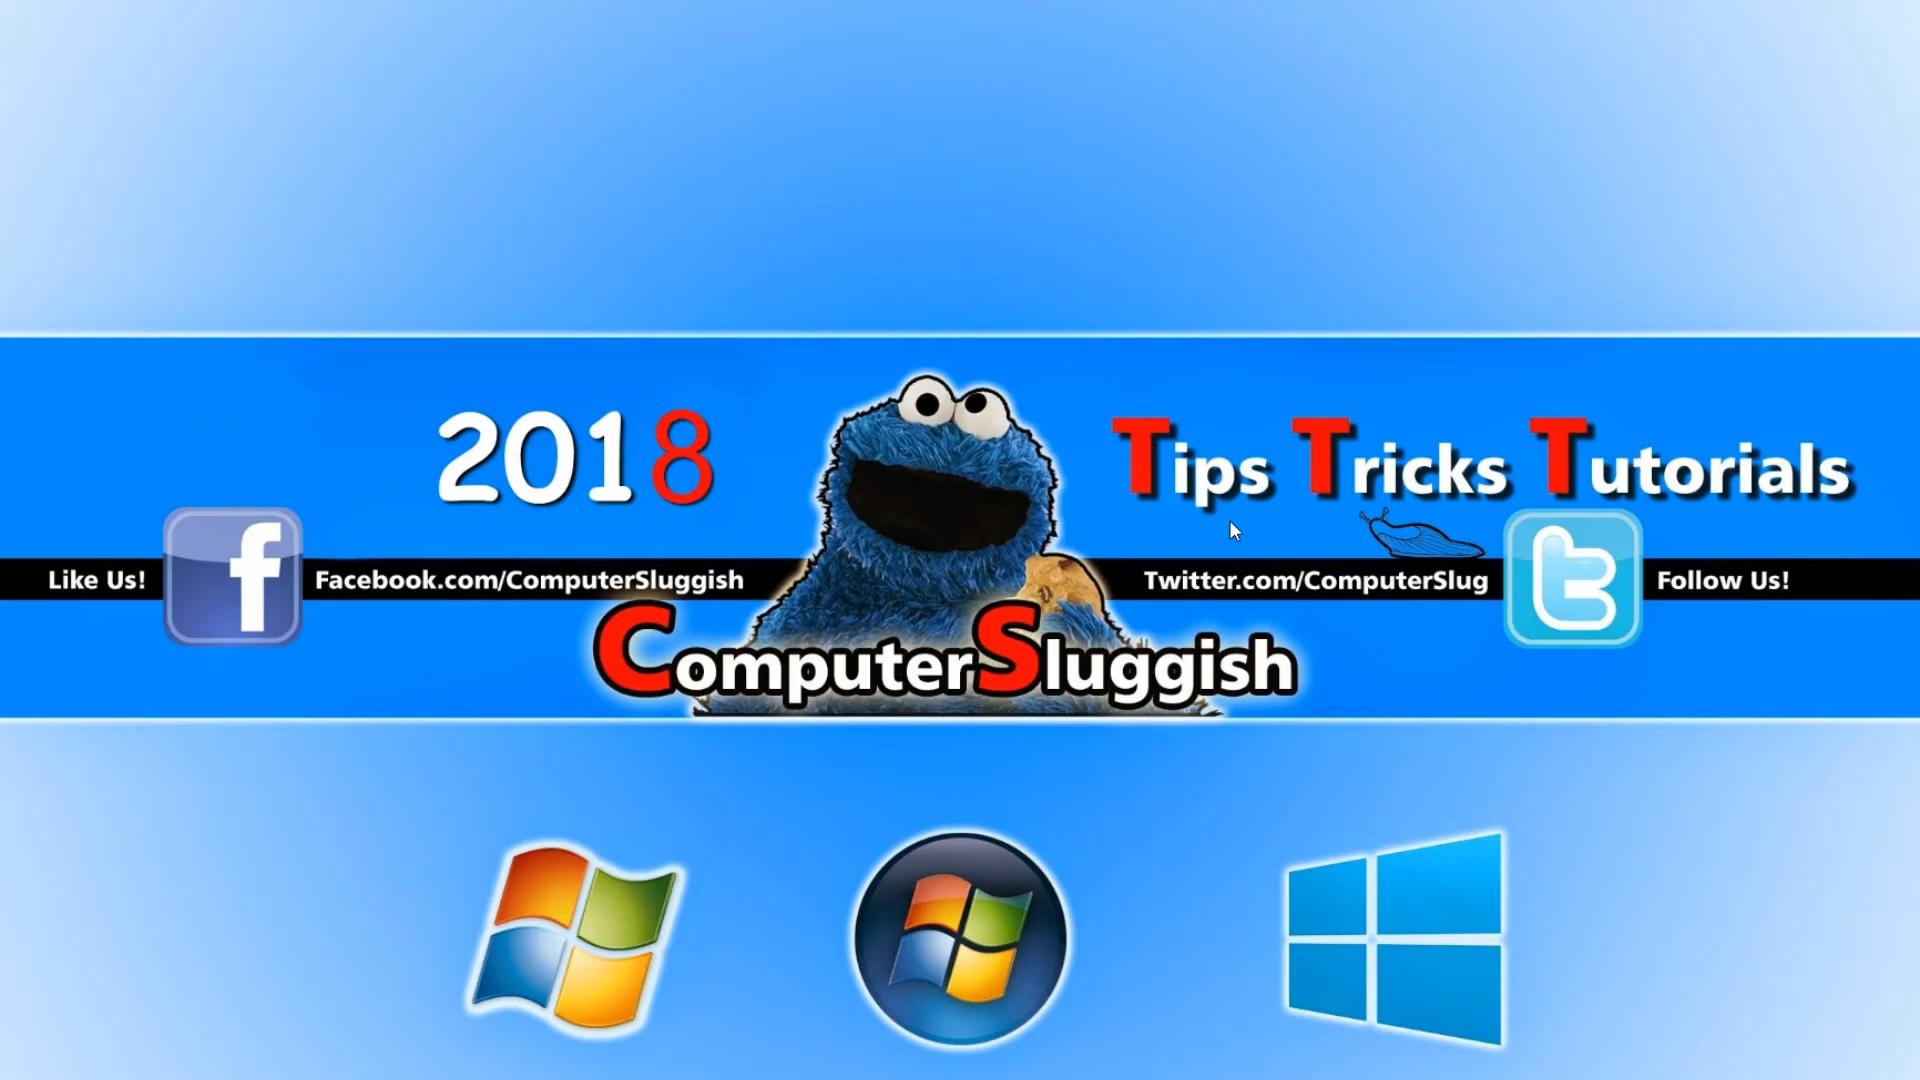 2018
Tips Tricks Tutorials
Like Us!
f
Facebook.com/ComputerSluggish
Twitter.com/ComputerSlug
t
Follow Us!
ComputerSluggish